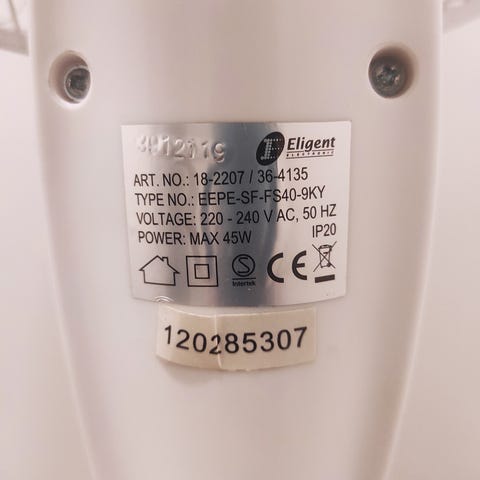 Eligent
ELECTRONIC
ART. NO.: 18-2207 / 36-4135
TYPE NO.: EEPE-SF-FS40-9KY
VOLTAGE: 220 - 240 V AC, 50 HZ
POWER: MAX 45W IP20
S
Intertek
CE
120285307